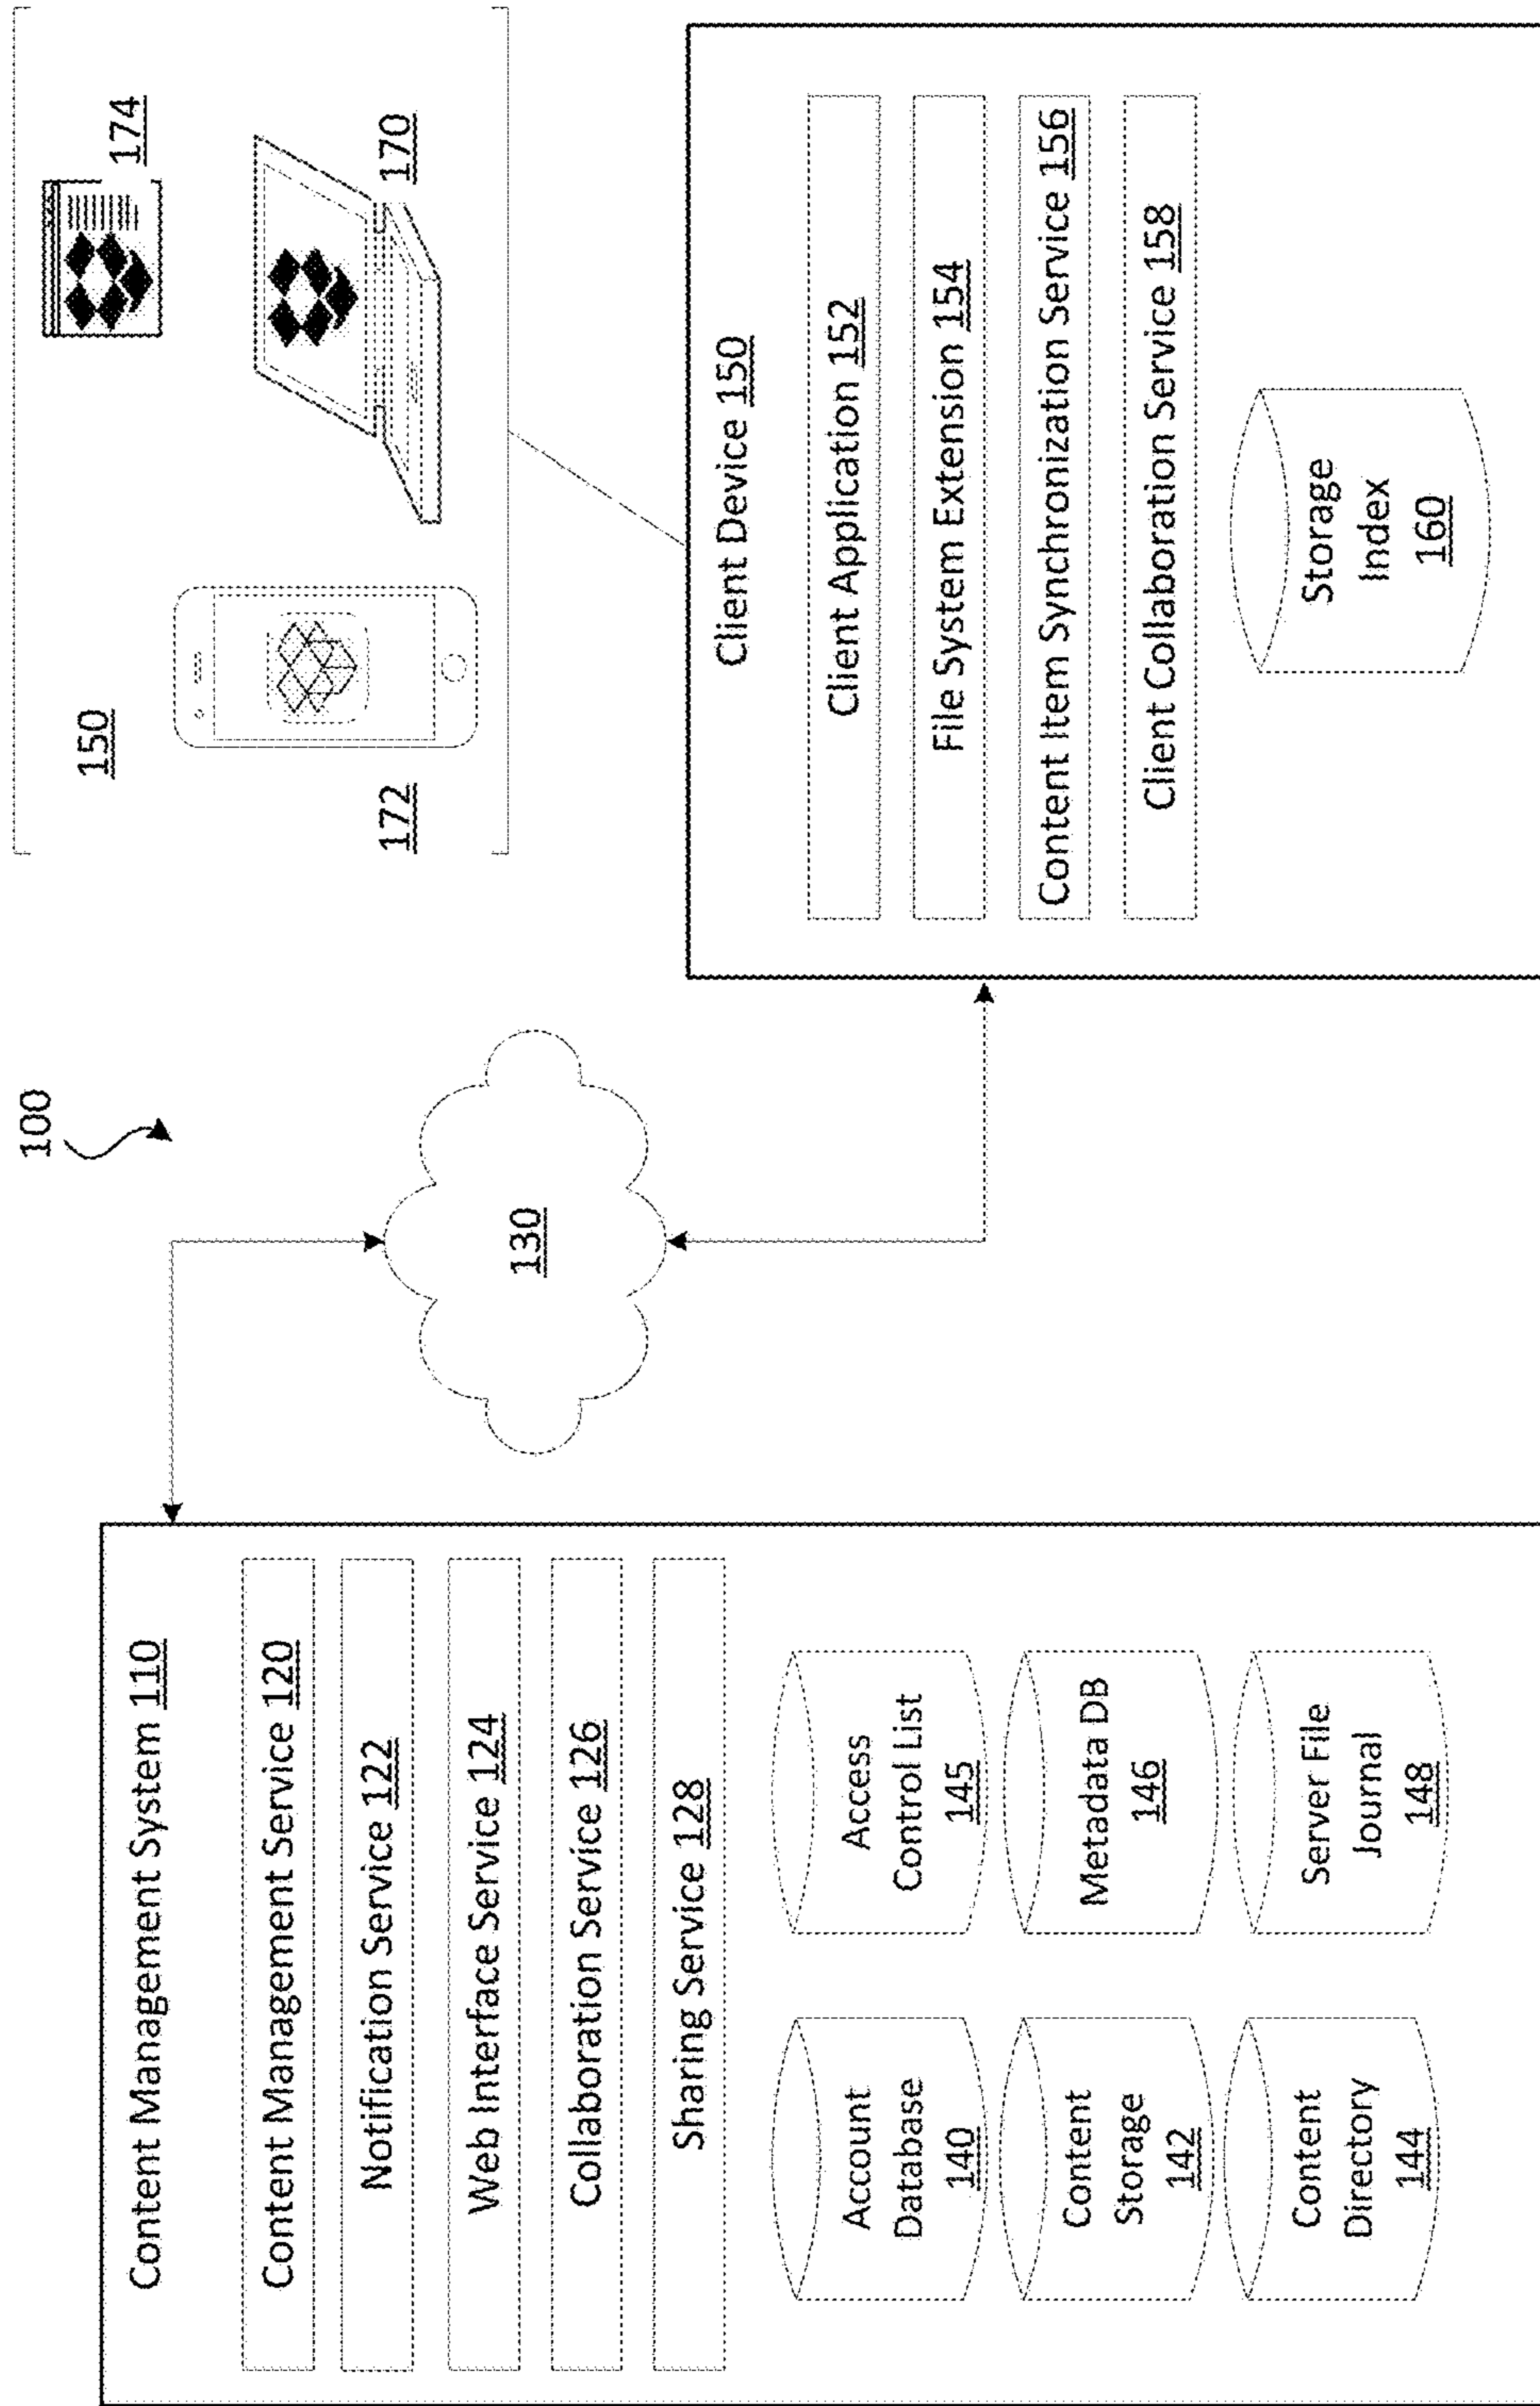 100
Content Management System 110
Content Management Service 120
Notification Service 122
Web Interface Service 124
Collaboration Service 126
Sharing Service 128
Account
Database
140
Access
Control List
145
Content
Storage
142
Metadata DB
146
Content
Directory
144
Server File
Journal
148
130
150
172
174
170
Client Device 150
Client Application 152
File System Extension 154
Content Item Synchronization Service 156
Client Collaboration Service 158
Storage
Index
160